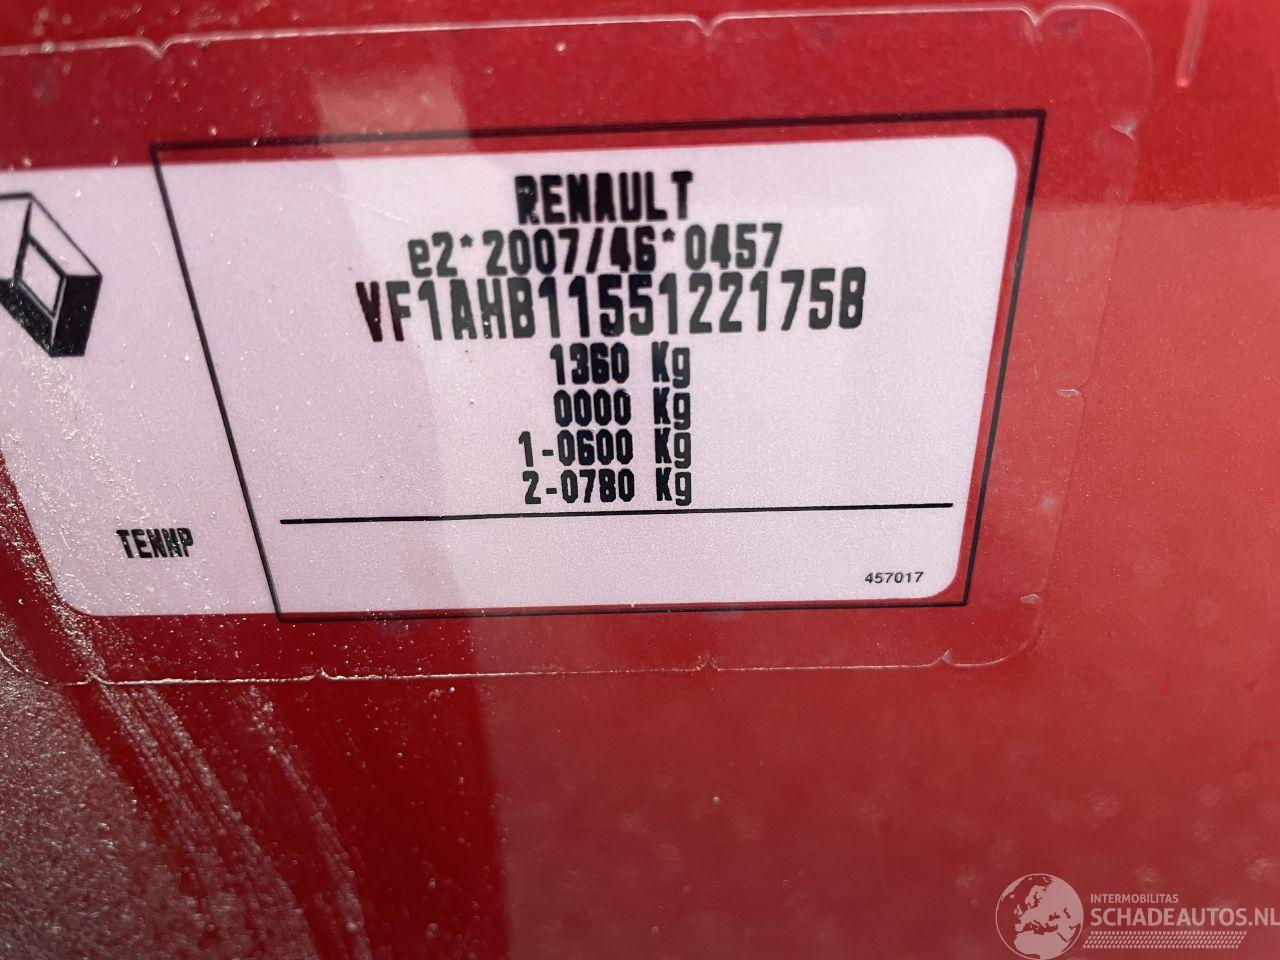 RENAULT
e2*2007/46*0457
VF1AHB11551221758
1360 Kg
0000 Kg
1-0600 Kg
2-0780 Kg
TENNP
457017
INTERMOBILITAS
SCHADEAUTOS.NL